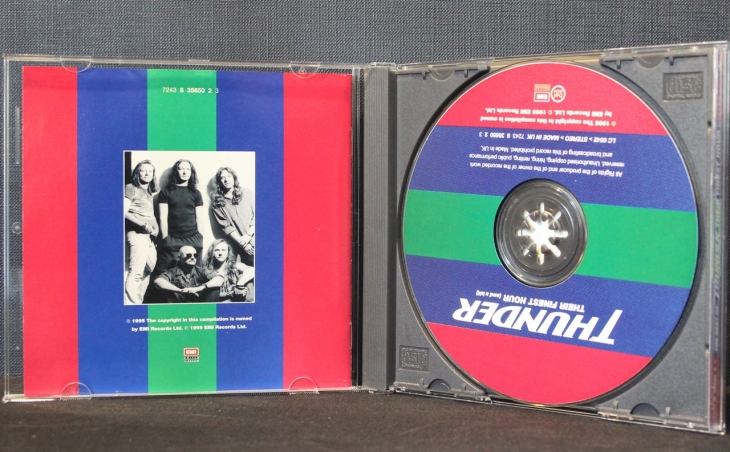 7243 8 35650 2 3
℗ 1995 The copyright in this compilation is owned
by EMI Records Ltd. © 1995 EMI Records Ltd.
EMI
THUNDER
THEIR FINEST HOUR (and a bit)
All Rights of the producer and of the owner of the recorded work
reserved. Unauthorised copying, hiring, renting, public performance
and broadcasting of this record prohibited. Made in UK.
LC 0542 > STEREO > MADE IN UK 7243 8 35650 2 3
℗ 1995 The copyright in this compilation is owned
by EMI Records Ltd. © 1995 EMI Records Ltd.
EMI